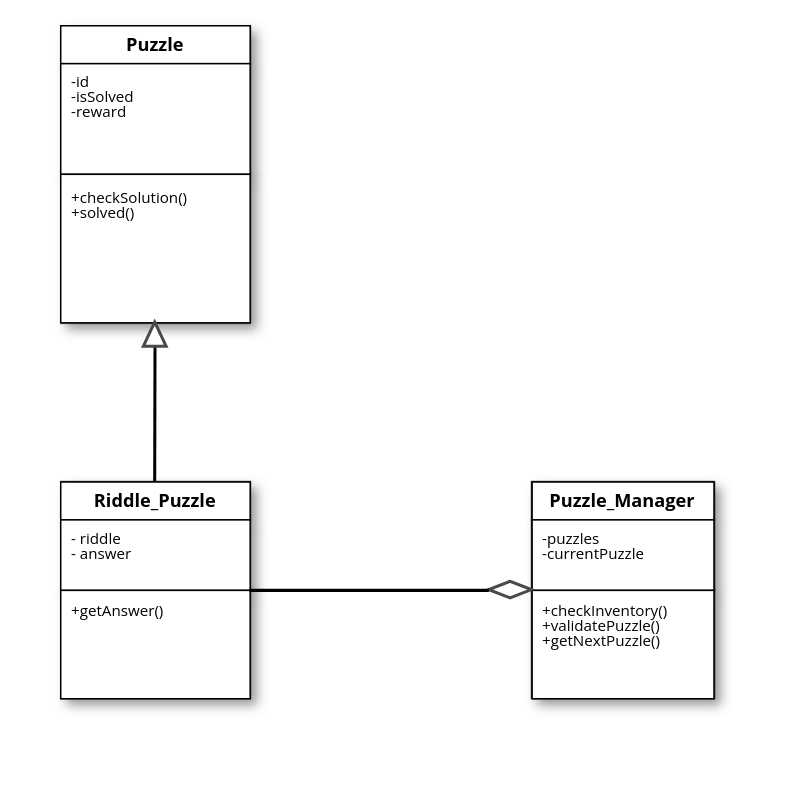 Puzzle
-id
-isSolved
-reward
+checkSolution()
+solved()
Riddle_Puzzle
- riddle
- answer
+getAnswer()
Puzzle_Manager
-puzzles
-currentPuzzle
+checkInventory()
+validatePuzzle()
+getNextPuzzle()